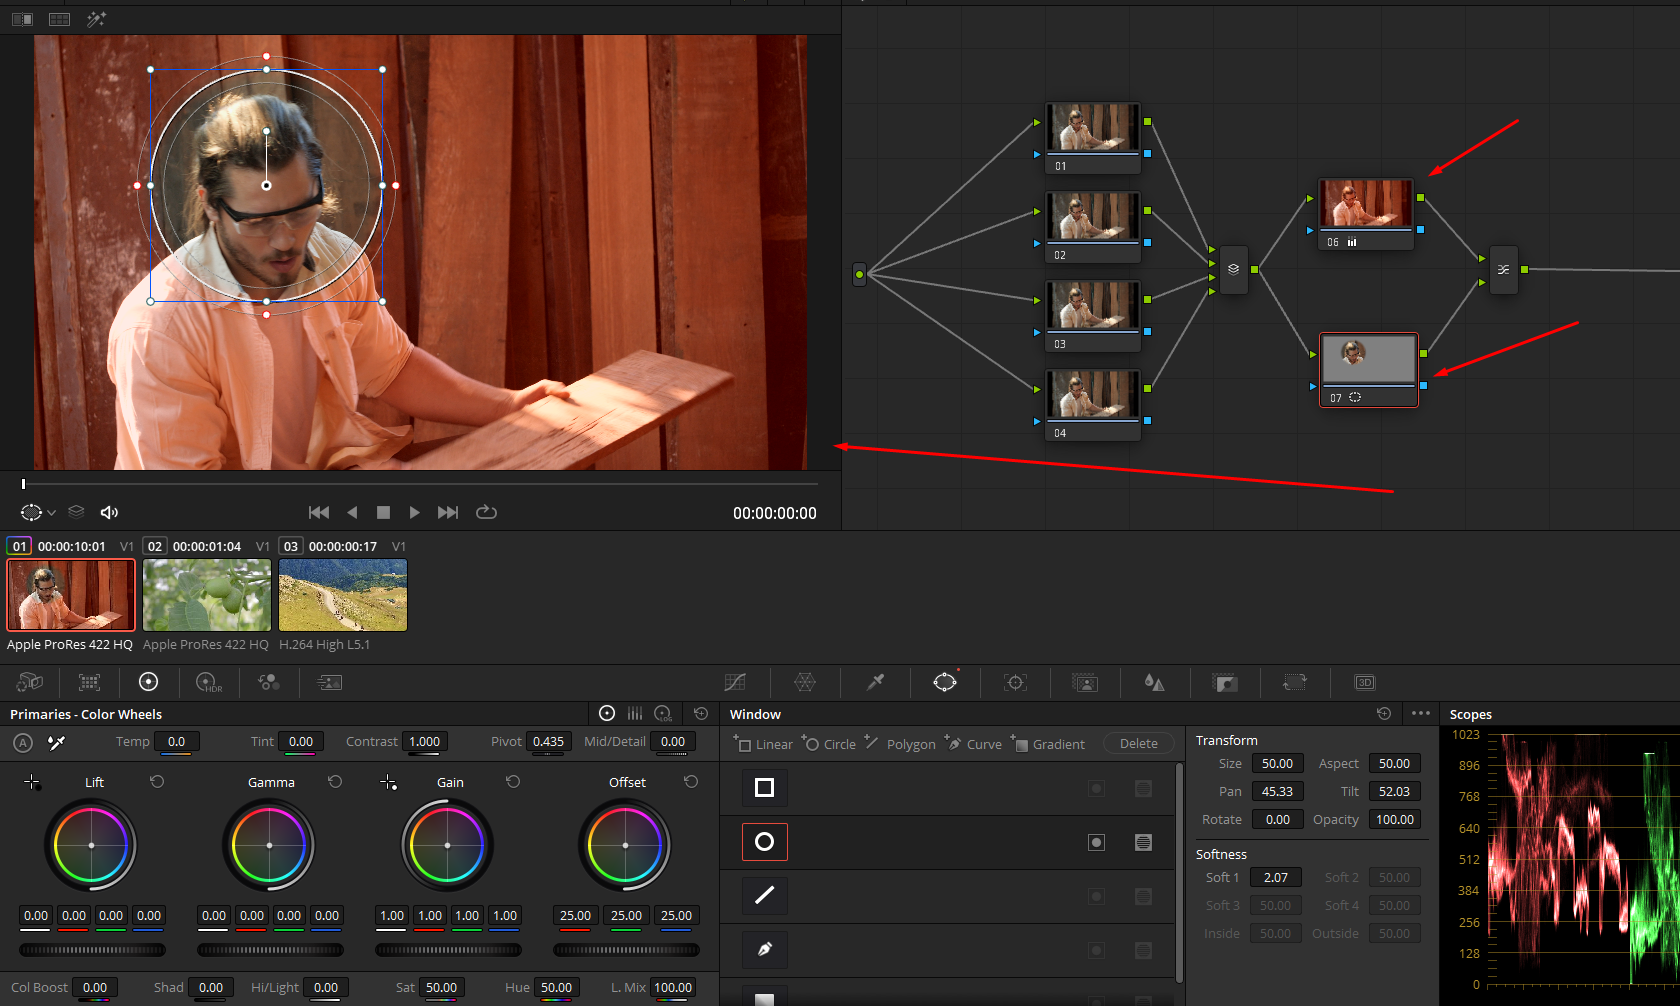 01
02
03
04
06
07
00:00:00:00
01 00:00:10:01 V1 02 00:00:01:04 V1 03 00:00:00:17 V1
Apple ProRes 422 HQ Apple ProRes 422 HQ H.264 High L5.1
HDR
3D
Primaries - Color Wheels
LOG
Window
Scopes
A Temp 0.0 Tint 0.00 Contrast 1.000 Pivot 0.435 Mid/Detail 0.00
Linear Circle Polygon Curve Gradient Delete
Lift Gamma Gain Offset
0.00 0.00 0.00 0.00 0.00 0.00 0.00 0.00 1.00 1.00 1.00 1.00 25.00 25.00 25.00
Col Boost 0.00 Shad 0.00 Hi/Light 0.00 Sat 50.00 Hue 50.00 L. Mix 100.00
Transform
Size 50.00 Aspect 50.00
Pan 45.33 Tilt 52.03
Rotate 0.00 Opacity 100.00
Softness
Soft 1 2.07 Soft 2 50.00
Soft 3 50.00 Soft 4 50.00
Inside 50.00 Outside 50.00
1023
896
768
640
512
384
256
128
0